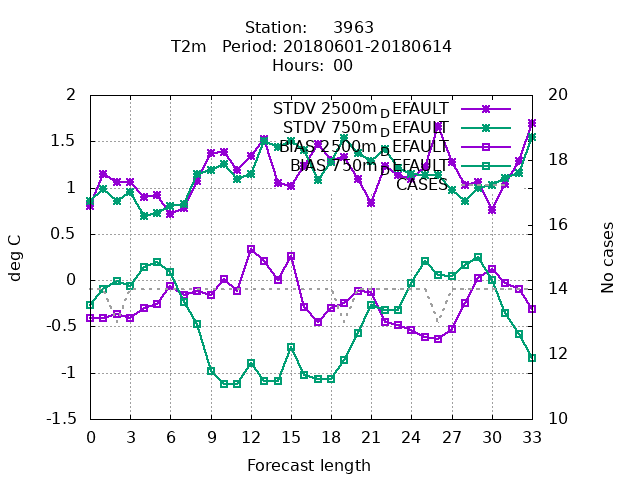 Station: 3963
T2m Period: 20180601-20180614
Hours: 00
2
1.5
1
0.5
0
-0.5
-1
-1.5
deg C
20
18
16
14
12
10
No cases
STDV 2500m_DEFAULT
STDV 750m_DEFAULT
BIAS 2500m_DEFAULT
BIAS 750m_DEFAULT
CASES
0 3 6 9 12 15 18 21 24 27 30 33
Forecast length